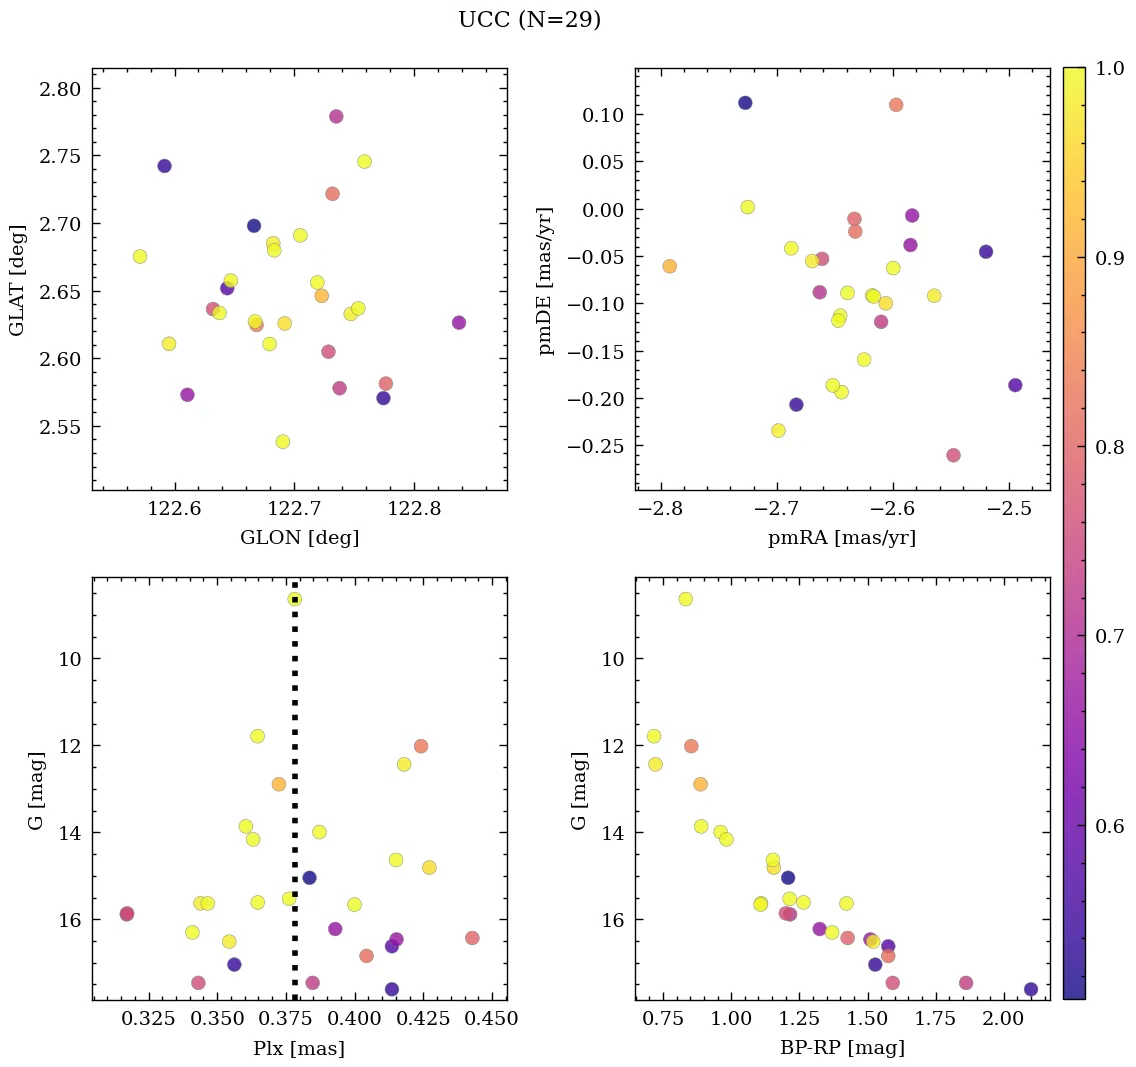 UCC (N=29)
2.80
2.75
2.70
2.65
2.60
2.55
GLAT [deg]
122.6 122.7 122.8
GLON [deg]
0.10
0.05
0.00
−0.05
−0.10
−0.15
−0.20
−0.25
pmDE [mas/yr]
−2.8 −2.7 −2.6 −2.5
pmRA [mas/yr]
1.0
0.9
0.8
0.7
0.6
10
12
14
16
G [mag]
0.325 0.350 0.375 0.400 0.425 0.450
Plx [mas]
10
12
14
16
G [mag]
0.75 1.00 1.25 1.50 1.75 2.00
BP-RP [mag]